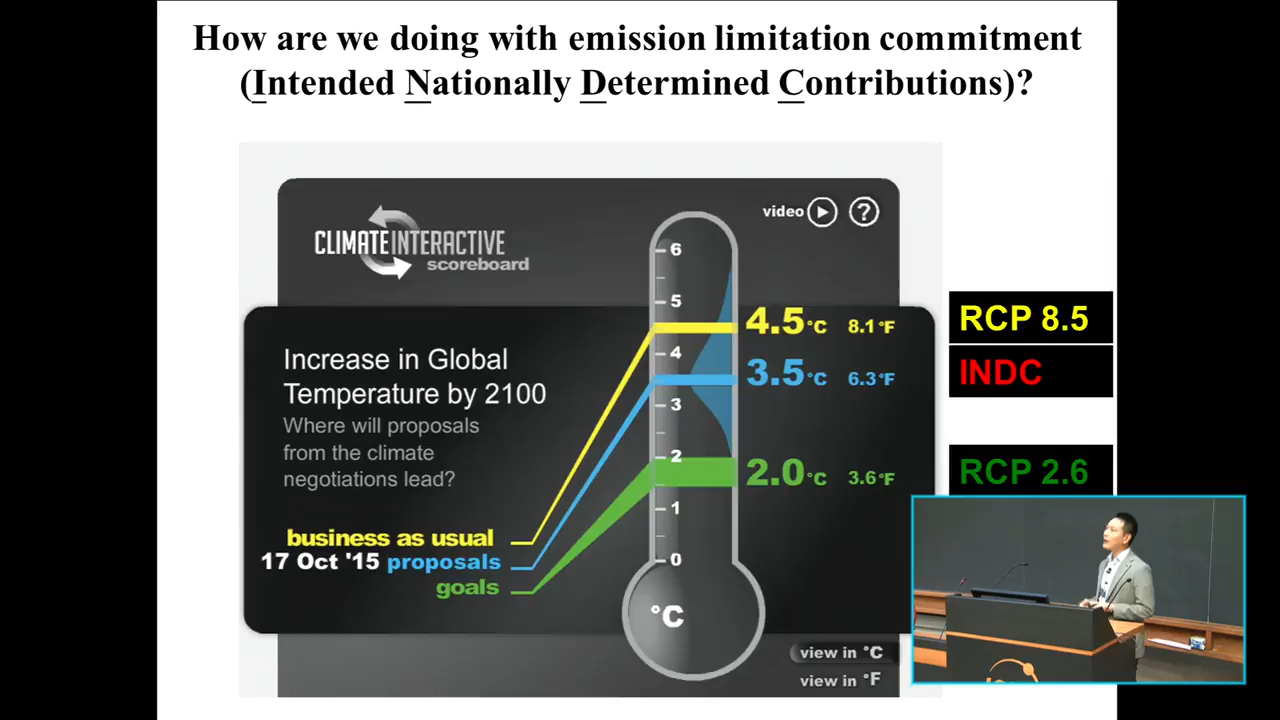 How are we doing with emission limitation commitment
(Intended Nationally Determined Contributions)?
CLIMATEINTERACTIVE
scoreboard
video ?
6
5
4
3
2
1
0
°C
4.5°C 8.1°F
3.5°C 6.3°F
2.0°C 3.6°F
RCP 8.5
INDC
RCP 2.6
Increase in Global
Temperature by 2100
Where will proposals
from the climate
negotiations lead?
business as usual
17 Oct '15 proposals
goals
view in °C
view in °F